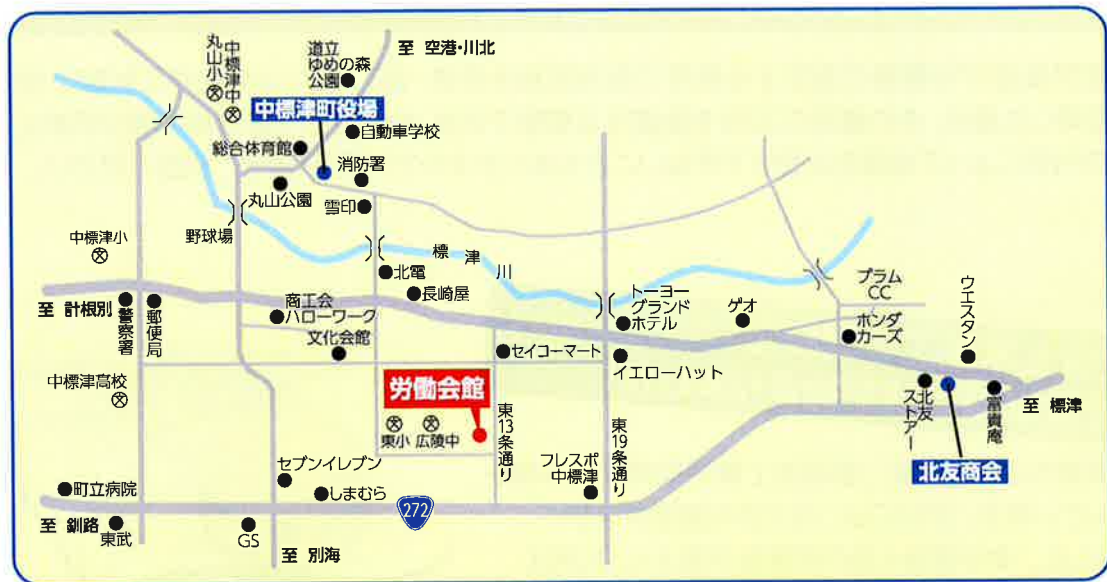 至 空港・川北
丸山小
中標津中
道立
ゆめの森
公園
中標津町役場
自動車学校
総合体育館
消防署
丸山公園
雪印
野球場
中標津小
標津川
北電
長崎屋
至 計根別
警察署
郵便局
商工会
ハローワーク
文化会館
トーヨー
グランド
ホテル
ゲオ
プラム
CC
ウエスタン
ホンダ
カーズ
セイコーマート
イエローハット
中標津高校
労働会館
東小
広陵中
東13条通り
東19条通り
北友
ストアー
富貴庵
至 標津
北友商会
セブンイレブン
しまむら
フレスポ
中標津
町立病院
272
至 釧路
東武
GS
至 別海